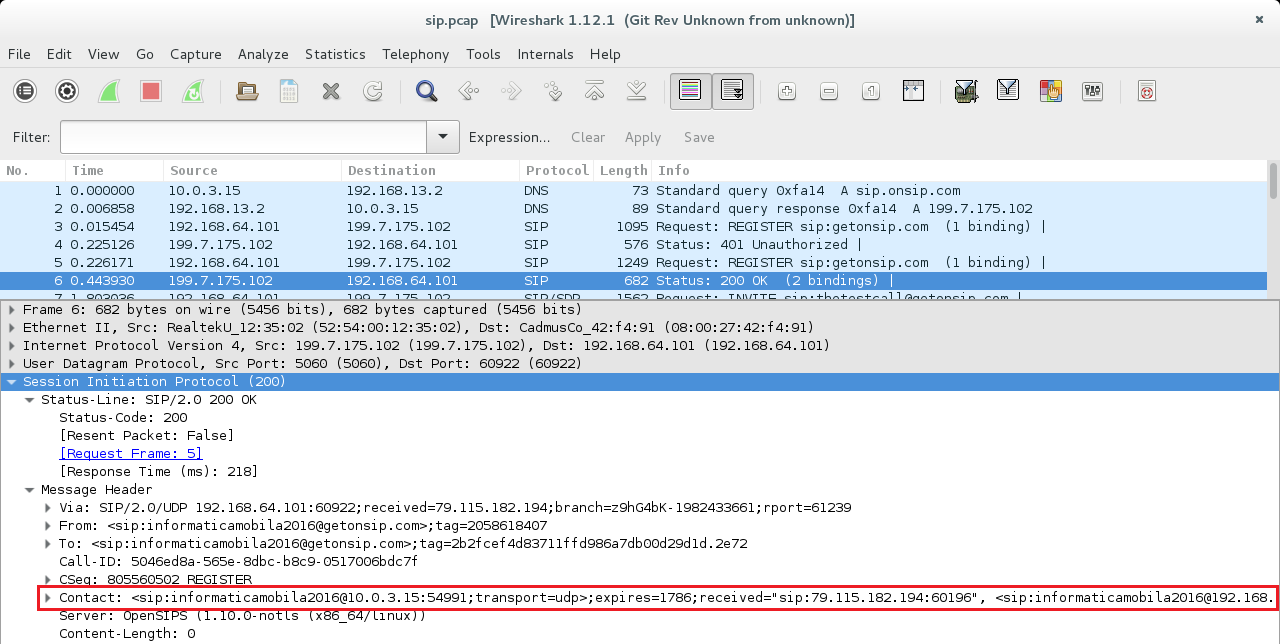 sip.pcap [Wireshark 1.12.1 (Git Rev Unknown from unknown)]
File Edit View Go Capture Analyze Statistics Telephony Tools Internals Help
Filter: Expression... Clear Apply Save
No. Time Source Destination Protocol Length Info
1 0.000000 10.0.3.15 192.168.13.2 DNS 73 Standard query 0xfa14 A sip.onsip.com
2 0.006858 192.168.13.2 10.0.3.15 DNS 89 Standard query response 0xfa14 A 199.7.175.102
3 0.015454 192.168.64.101 199.7.175.102 SIP 1095 Request: REGISTER sip:getonsip.com (1 binding) |
4 0.225126 199.7.175.102 192.168.64.101 SIP 576 Status: 401 Unauthorized |
5 0.226171 192.168.64.101 199.7.175.102 SIP 1249 Request: REGISTER sip:getonsip.com (1 binding) |
6 0.443930 199.7.175.102 192.168.64.101 SIP 682 Status: 200 OK (2 bindings) |
7 1.803036 192.168.64.101 199.7.175.102 SIP/SDP 1562 Request: INVITE sip:thetestcall@getonsip.com |
Frame 6: 682 bytes on wire (5456 bits), 682 bytes captured (5456 bits)
Ethernet II, Src: RealtekU_12:35:02 (52:54:00:12:35:02), Dst: CadmusCo_42:f4:91 (08:00:27:42:f4:91)
Internet Protocol Version 4, Src: 199.7.175.102 (199.7.175.102), Dst: 192.168.64.101 (192.168.64.101)
User Datagram Protocol, Src Port: 5060 (5060), Dst Port: 60922 (60922)
Session Initiation Protocol (200)
Status-Line: SIP/2.0 200 OK
Status-Code: 200
[Resent Packet: False]
[Request Frame: 5]
[Response Time (ms): 218]
Message Header
Via: SIP/2.0/UDP 192.168.64.101:60922;received=79.115.182.194;branch=z9hG4bK-1982433661;rport=61239
From: <sip:informaticamobila2016@getonsip.com>;tag=2058618407
To: <sip:informaticamobila2016@getonsip.com>;tag=2b2fcef4d83711ffd986a7db00d29d1d.2e72
Call-ID: 5046ed8a-565e-8dbc-b8c9-0517006bdc7f
CSeq: 805560502 REGISTER
Contact: <sip:informaticamobila2016@10.0.3.15:54991;transport=udp>;expires=1786;received="sip:79.115.182.194:60196", <sip:informaticamobila2016@192.168.
Server: OpenSIPS (1.10.0-notls (x86_64/linux))
Content-Length: 0